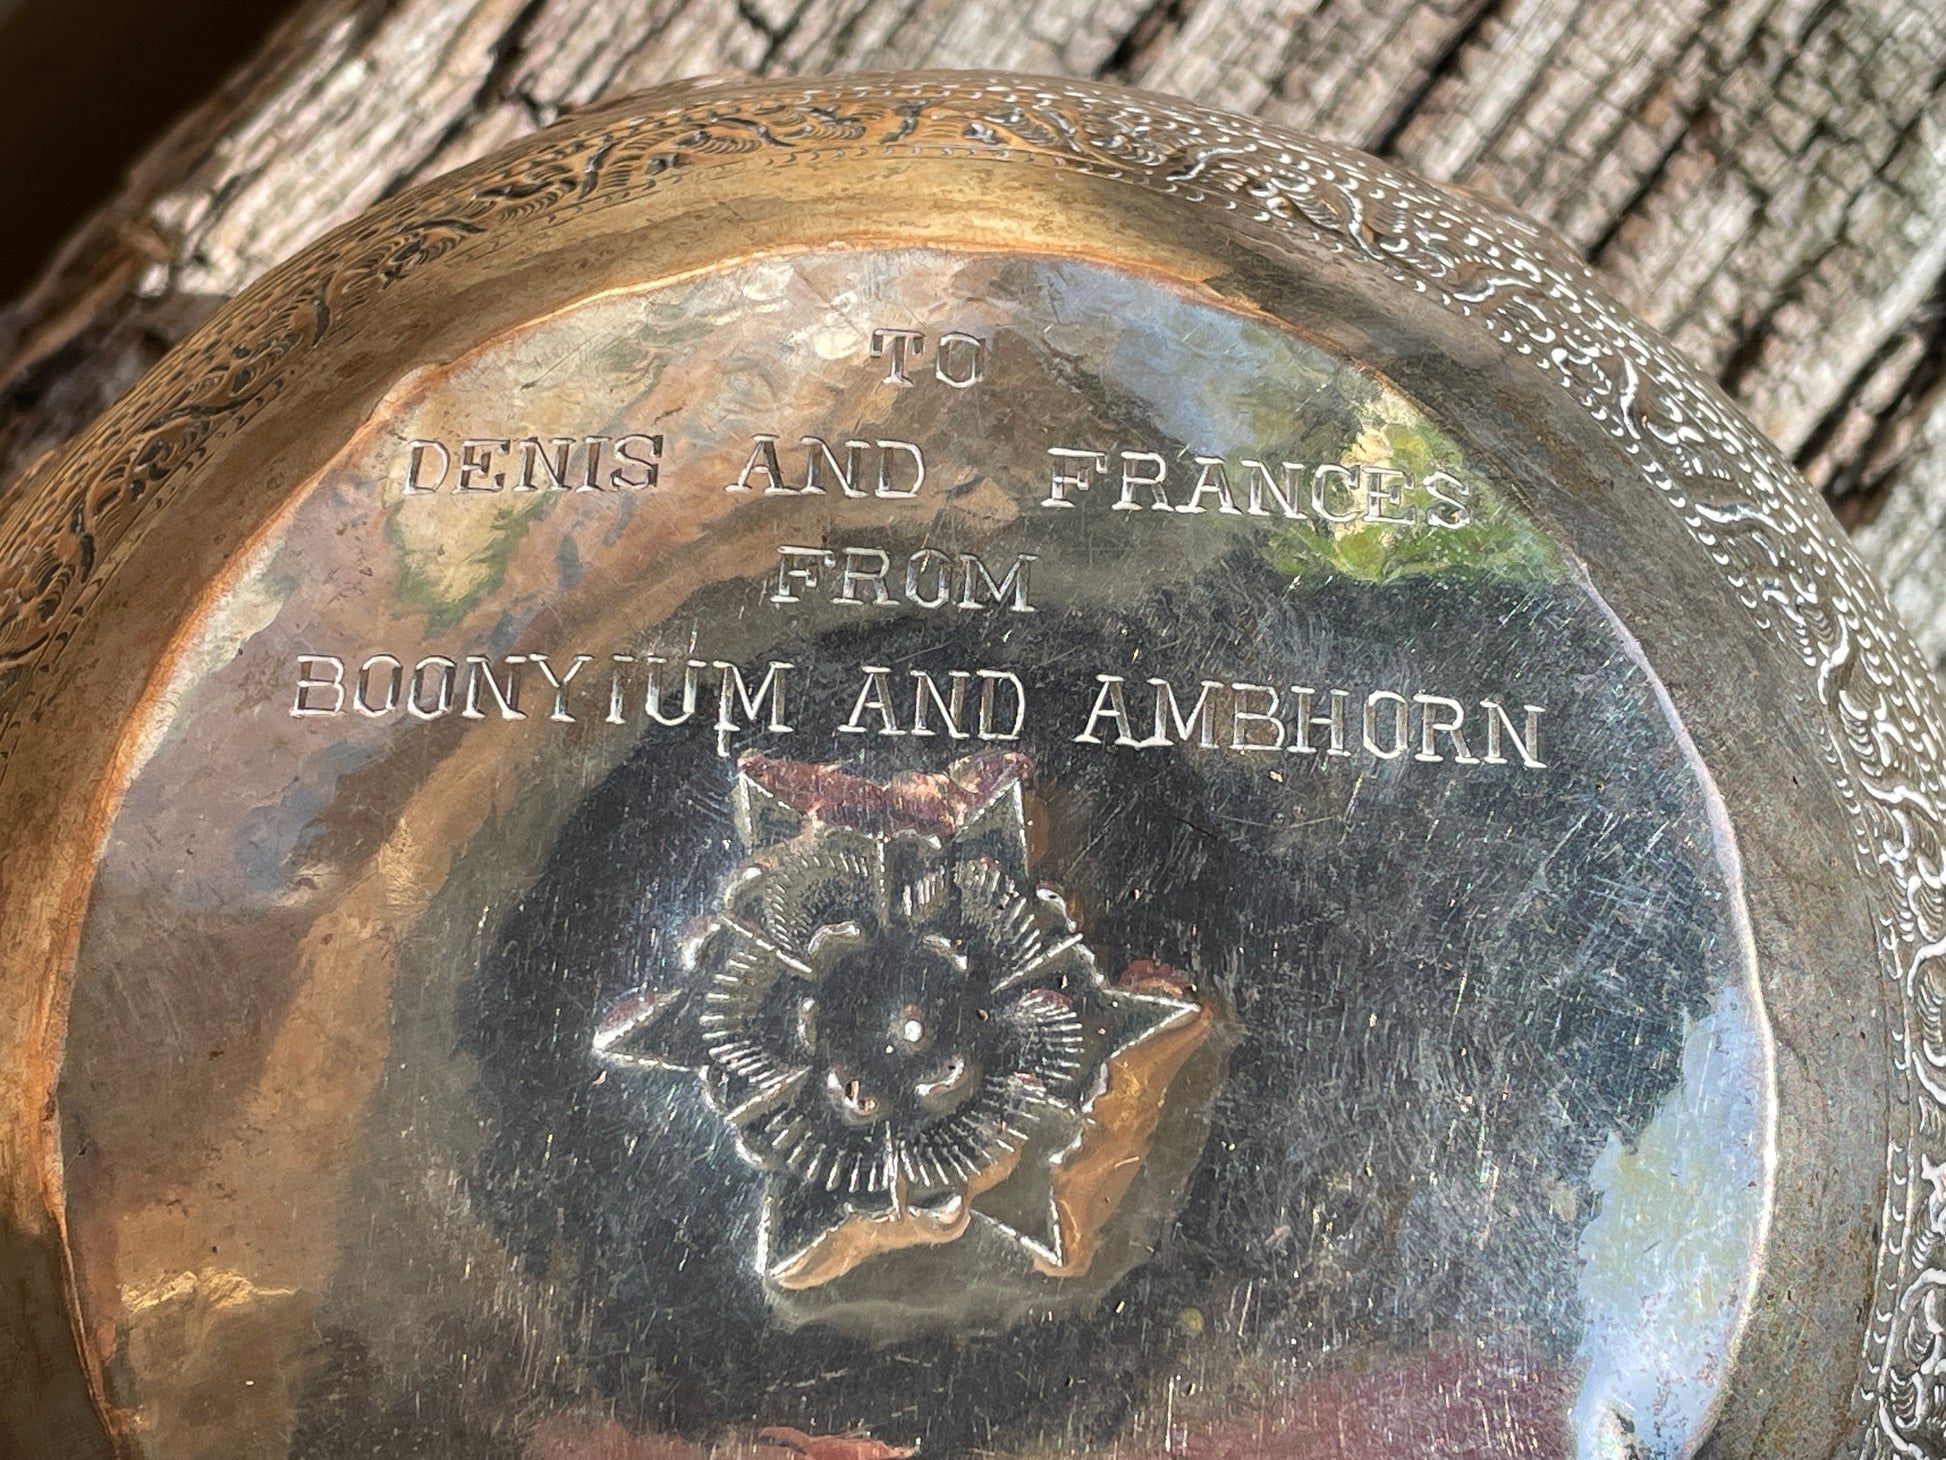 TO
DENIS AND FRANCES
FROM
BOONYIUM AND AMBHORN